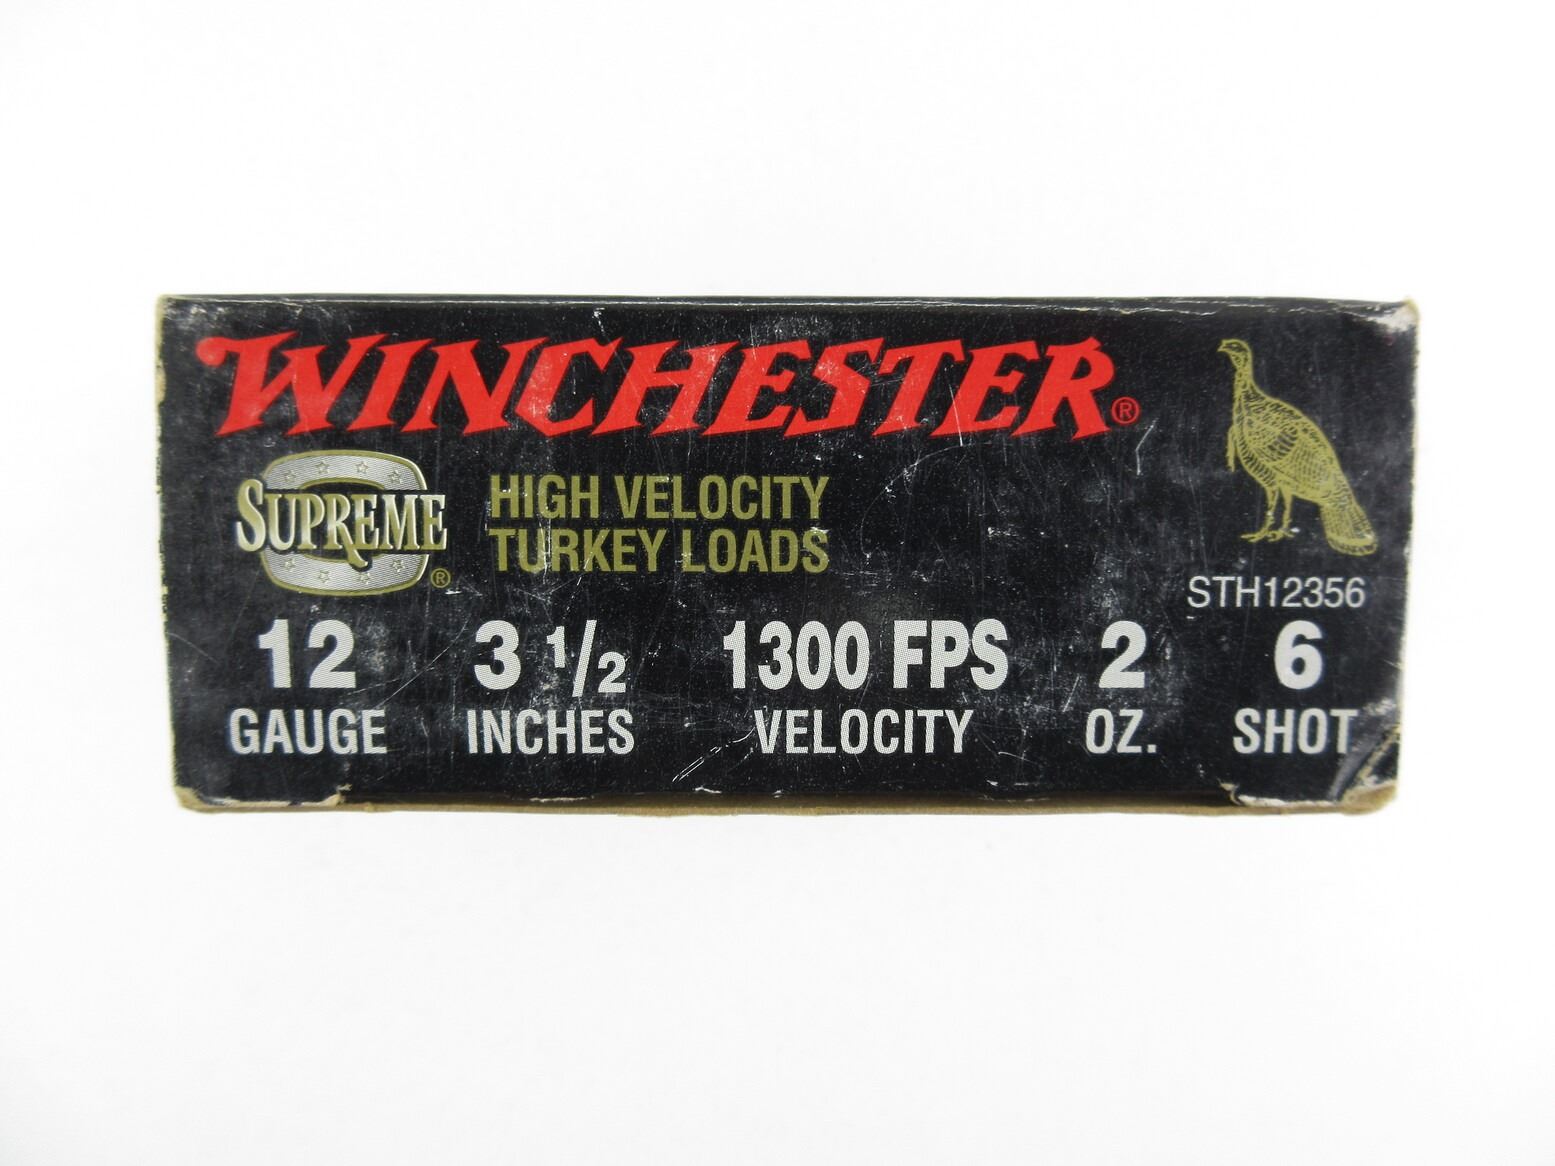 WINCHESTER®
SUPREME®
HIGH VELOCITY
TURKEY LOADS
STH12356
12 3 1/2 1300 FPS 2 6
GAUGE INCHES VELOCITY OZ. SHOT